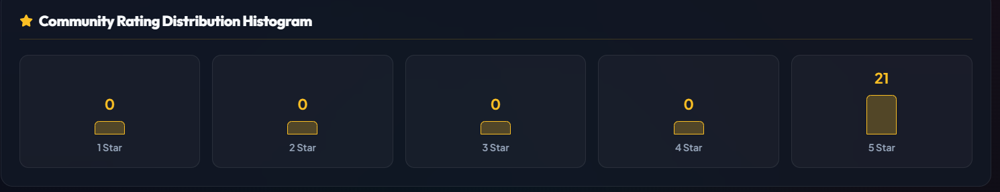 Community Rating Distribution Histogram
0
1 Star
0
2 Star
0
3 Star
0
4 Star
21
5 Star